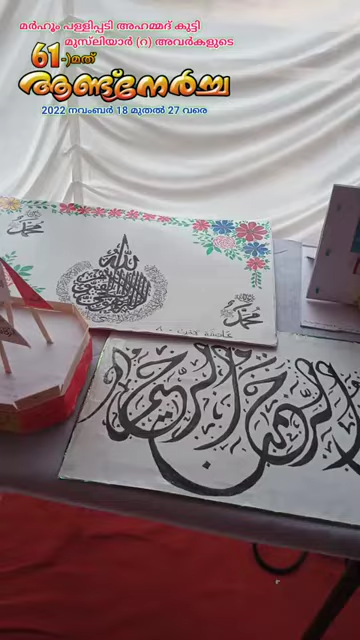 മർഹൂം പള്ളിപ്പടി അഹമ്മദ് കുട്ടി
മുസ്‌ലിയാർ (റ) അവർകളുടെ
61-ാമത്
ആണ്ട്നേർച്ച
2022 നവംബർ 18 മുതൽ 27 വരെ
الله
محمد
محمد
الرحمن الرحيم